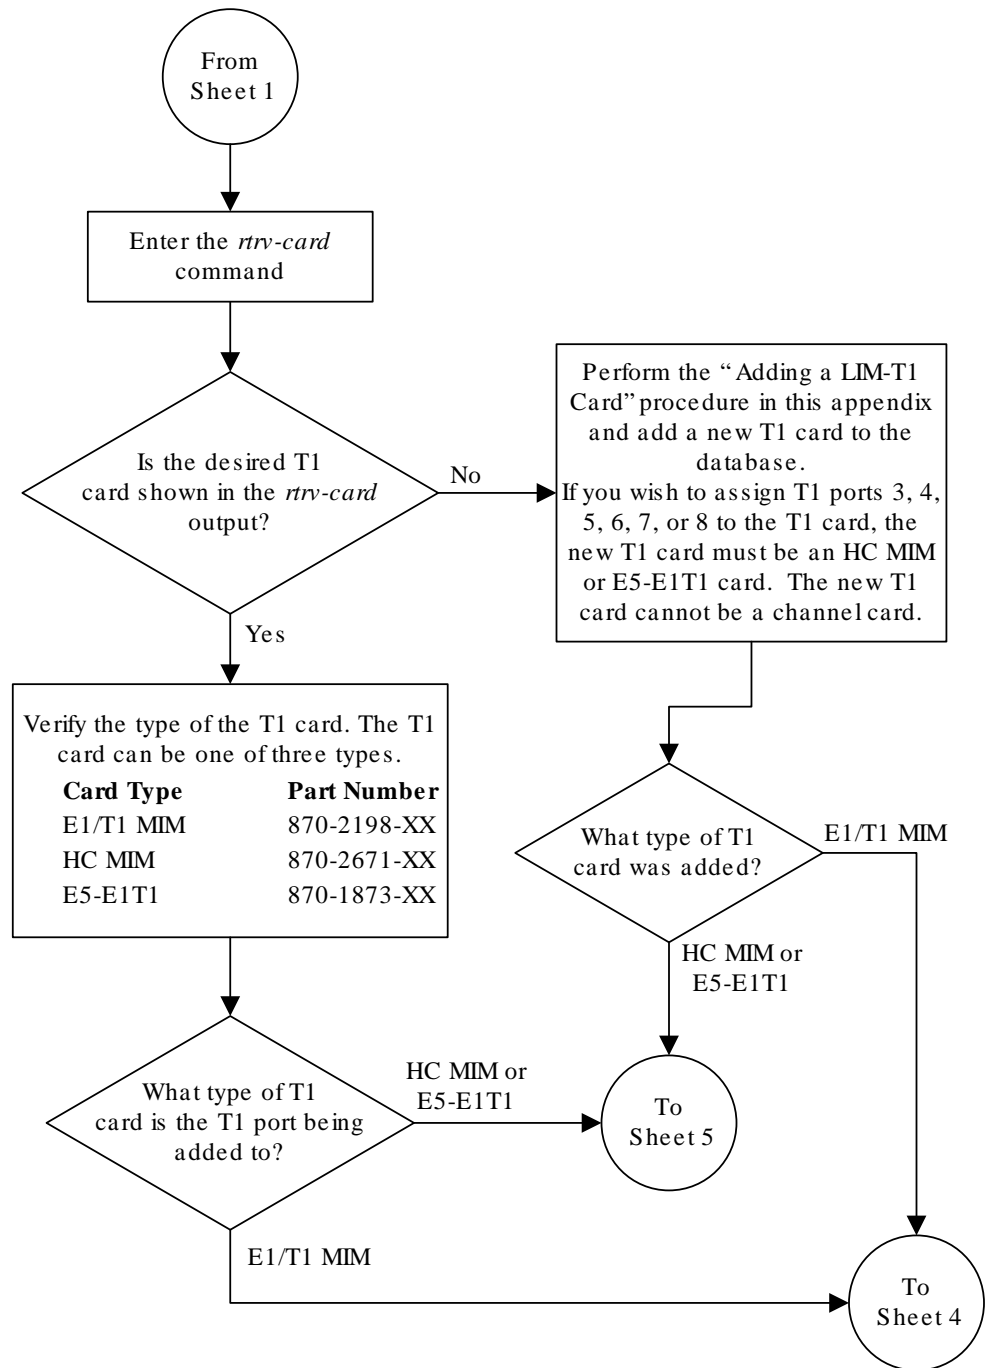 From
Sheet 1
Enter the rtrv-card
command
Is the desired T1
card shown in the rtrv-card
output?
No
Yes
Perform the “Adding a LIM-T1
Card” procedure in this appendix
and add a new T1 card to the
database.
If you wish to assign T1 ports 3, 4,
5, 6, 7, or 8 to the T1 card, the
new T1 card must be an HC MIM
or E5-E1T1 card. The new T1
card cannot be a channel card.
Verify the type of the T1 card. The T1
card can be one of three types.
Card Type Part Number
E1/T1 MIM 870-2198-XX
HC MIM 870-2671-XX
E5-E1T1 870-1873-XX
What type of T1
card was added?
E1/T1 MIM
HC MIM or
E5-E1T1
What type of T1
card is the T1 port being
added to?
HC MIM or
E5-E1T1
To
Sheet 5
E1/T1 MIM
To
Sheet 4